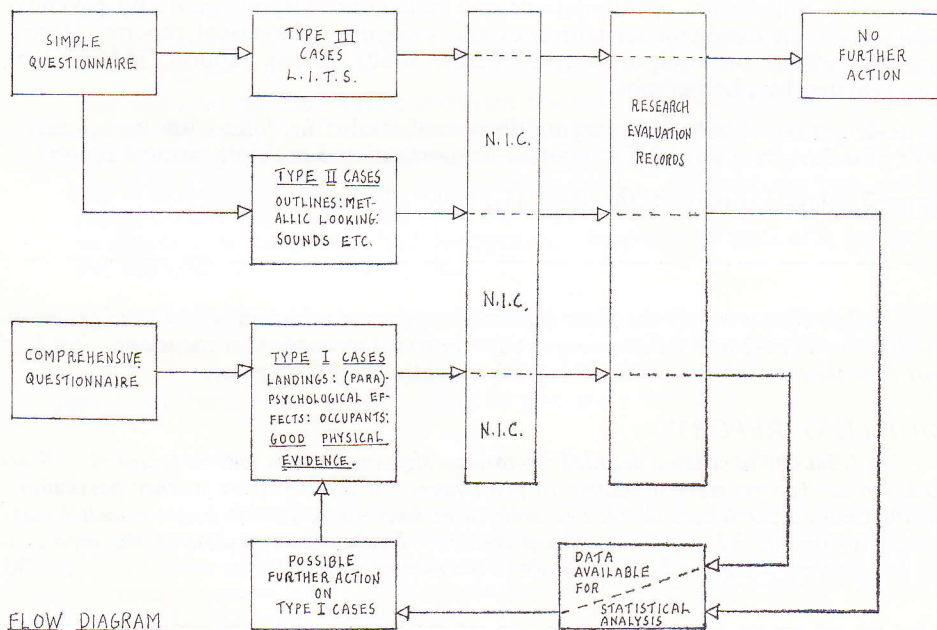 SIMPLE
QUESTIONNAIRE
TYPE III
CASES
L.I.T.S.
NO
FURTHER
ACTION
N.I.C.
RESEARCH
EVALUATION
RECORDS
TYPE II CASES
OUTLINES: MET-
ALLIC LOOKING:
SOUNDS ETC.
N.I.C.
COMPREHENSIVE
QUESTIONNAIRE
TYPE I CASES
LANDINGS: (PARA)-
PSYCHOLOGICAL EF-
FECTS: OCCUPANTS:
GOOD PHYSICAL
EVIDENCE.
N.I.C.
POSSIBLE
FURTHER ACTION
ON
TYPE I CASES
DATA
AVAILABLE
FOR
STATISTICAL
ANALYSIS
FLOW DIAGRAM